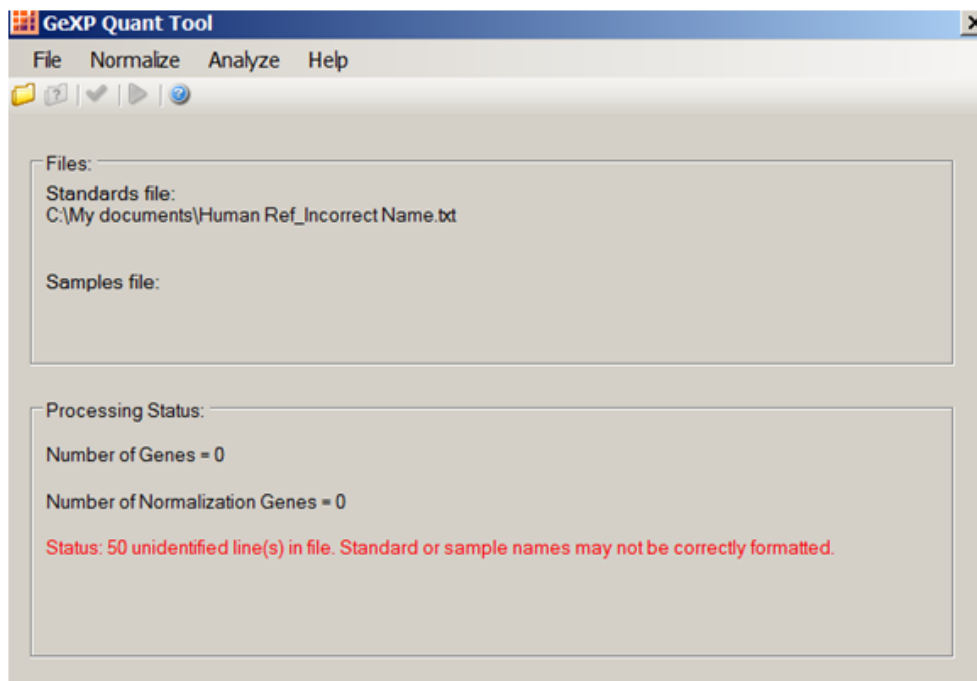 GeXP Quant Tool
File Normalize Analyze Help
Files:
Standards file:
C:\My documents\Human Ref_Incorrect Name.txt
Samples file:
Processing Status:
Number of Genes = 0
Number of Normalization Genes = 0
Status: 50 unidentified line(s) in file. Standard or sample names may not be correctly formatted.